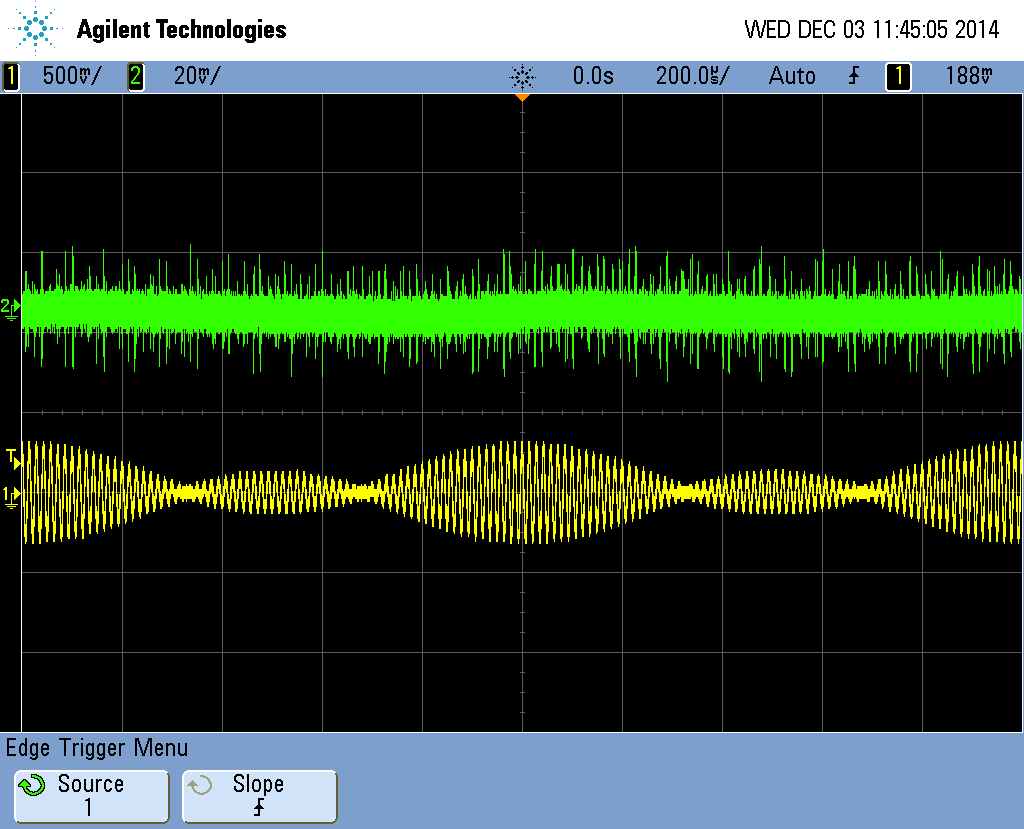 Agilent Technologies WED DEC 03 11:45:05 2014
1 500mV/ 2 20mV/ 0.0s 200.0µs/ Auto 1 188mV
2
T
1
Edge Trigger Menu
Source Slope
1